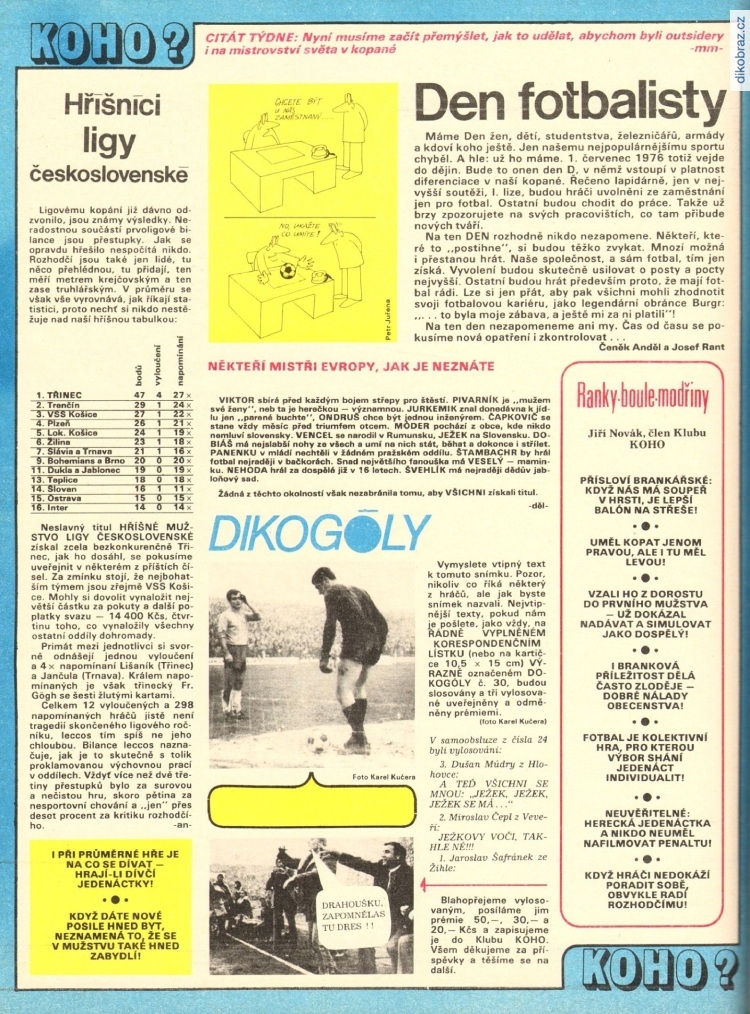 KOHO?
CITÁT TÝDNE: Nyní musíme začít přemýšlet, jak to udělat, abychom byli outsidery
i na mistrovství světa v kopané
-mm-
dikobraz.cz
Hříšníci
ligy
československé
Ligovému kopání již dávno od-
zvonilo, jsou známy výsledky. Ne-
radostnou součástí prvoligové bi-
lance jsou přestupky. Jak se
opravdu hřešilo nespočítá nikdo.
Rozhodčí jsou také jen lidé, tu
něco přehlédnou, tu přidají, ten
měří metrem krejčovským a ten
zase truhlářským. V průměru se
však vše vyrovnává, jak říkají sta-
tistici, proto nechť si nikdo nestě-
žuje nad naší hříšnou tabulkou:
bodů
vyloučení
napomínání
1. TŘINEC 47 4 27×
2. Trenčín 29 1 24×
3. VSS Košice 27 1 22×
4. Plzeň 26 1 21×
5. Lok. Košice 24 1 19×
6. Žilina 23 1 18×
7. Slávia a Trnava 21 1 16×
9. Bohemians a Brno 20 0 20×
11. Dukla a Jablonec 19 0 19×
13. Teplice 18 0 18×
14. Slovan 16 1 11×
15. Ostrava 15 0 15×
16. Inter 14 0 14×
Neslavný titul HŘÍŠNÉ MUŽ-
STVO LIGY ČESKOSLOVENSKÉ
získal zcela bezkonkurenčně Tři-
nec, jak ho dosáhl, se pokusíme
uveřejnit v některém z příštích čí-
sel. Za zmínku stojí, že nejbohat-
ším týmem jsou zřejmě VSS Koši-
ce. Mohly si dovolit vynaložit nej-
větší částku za pokuty a další po-
platky svazu — 14 400 Kčs, čtvr-
tinu toho, co vynaložily všechny
ostatní oddíly dohromady.
Primát mezi jednotlivci si svor-
ně odnášejí jednou vyloučení
a 4× napomínaní Lišaník (Třinec)
a Jančula (Trnava). Králem napo-
mínaných je však třinecký Fr.
Gögh se šesti žlutými kartami.
Celkem 12 vyloučených a 298
napomínaných hráčů jistě není
tragedií skončeného ligového roč-
níku, leccos tím spíš ne jeho
chloubou. Bilance leccos nazna-
čuje, jak je to skutečně s tolik
proklamovanou výchovnou prací
v oddílech. Vždyť více než dvě tře-
tiny přestupků bylo za surovou
a nečistou hru, skoro pětina za
nesportovní chování a „jen“ přes
deset procent za kritiku rozhodčí-
ho.
-an-
I PŘI PRŮMĚRNÉ HŘE JE
NA CO SE DÍVAT —
HRAJÍ-LI DÍVČÍ
JEDENÁCTKY!
KDYŽ DÁTE NOVÉ
POSILE HNED BYT,
NEZNAMENÁ TO, ŽE SE
V MUŽSTVU TAKÉ HNED
ZABYDLÍ!
CHCETE BÝT
U NÁS
ZAMĚSTNANÝ...
NO, UKAŽTE
CO UMÍTE!
Petr Juřena
Den fotbalisty
Máme Den žen, dětí, studentstva, železničářů, armády
a kdoví koho ještě. Jen našemu nejpopulárnějšímu sportu
chyběl. A hle: už ho máme. 1. červenec 1976 totiž vejde
do dějin. Bude to onen den D, v němž vstoupí v platnost
diferenciace v naší kopané. Řečeno lapidárně, jen v nej-
vyšší soutěži, I. lize, budou hráči uvolněni ze zaměstnání
jen pro fotbal. Ostatní budou chodit do práce. Takže už
brzy zpozorujete na svých pracovištích, co tam přibude
nových tváří.
Na ten DEN rozhodně nikdo nezapomene. Někteří, kte-
ré to „postihne“, si budou těžko zvykat. Mnozí možná
i přestanou hrát. Naše společnost, a sám fotbal, tím jen
získá. Vyvolení budou skutečně usilovat o posty a pocty
nejvyšší. Ostatní budou hrát především proto, že mají fot-
bal rádi. Lze si jen přát, aby pak všichni mohli zhodnotit
svoji fotbalovou kariéru, jako legendární obránce Burgr:
„... to byla moje zábava, a ještě mi za ni platili“!
Na ten den nezapomeneme ani my. Čas od času se po-
kusíme nová opatření i zkontrolovat...
Čeněk Anděl a Josef Rant
NĚKTEŘÍ MISTŘI EVROPY, JAK JE NEZNÁTE
VIKTOR sbírá před každým bojem střepy pro štěstí. PIVARNÍK je „mužem
své ženy“, neb ta je herečkou — významnou. JURKEMIK znal donedávna k jíd-
lu jen „parené buchte“, ONDRUŠ chce být jednou inženýrem. ČAPKOVIČ se
stane vždy měsíc před triumfem otcem. MÓDER pochází z obce, kde nikdo
nemluví slovensky. VENCEL se narodil v Rumunsku, JEŽEK na Slovensku. DO-
BIÁŠ má nejslabší nohy ze všech a umí na nich stát, běhat a dokonce i střílet.
PANENKU v mládí nechtěli v žádném pražském oddílu. ŠTAMBACHR by hrál
fotbal nejraději v bačkorách. Snad největšího fanouška má VESELÝ — mamin-
ku. NEHODA hrál za dospělé již v 16 letech. ŠVEHLÍK má nejraději dědův jab-
loňový sad.
Žádná z těchto okolností však nezabránila tomu, aby VŠICHNI získali titul.
-děl-
DIKOGÓLY
Vymyslete vtipný text
k tomuto snímku. Pozor,
nikoliv co říká některý
z hráčů, ale jak byste
snímek nazvali. Nejvtip-
nější texty, pokud nám
je pošlete, jako vždy, na
ŘÁDNĚ VYPLNĚNÉM
KORESPONDENČNÍM
LÍSTKU (nebo na kartič-
ce 10,5 × 15 cm) VÝ-
RAZNĚ označeném DI-
KOGÓLY č. 30, budou
slosovány a tři vylosova-
né uveřejněny a odmě-
něny prémiemi.
(foto Karel Kučera)
Foto Karel Kučera
V samoobsluze z čísla 24
byli vylosováni:
3. Dušan Múdry z Hlo-
hovce:
A TEĎ VŠICHNI SE
MNOU: „JEŽEK, JEŽEK,
JEŽEK SE MÁ...“
2. Miroslav Čepl z Veve-
ří:
JEŽKOVY VOČI, TAK-
HLE NE!!!
1. Jaroslav Šafránek ze
Žihle:
DRAHOUŠKU,
ZAPOMNĚLAS
TU DRES !!
Blahopřejeme vyloso-
vaným, posíláme jim
prémie 50,—, 30,— a
20,— Kčs a zapisujeme
je do Klubu KOHO.
Všem děkujeme za pří-
spěvky a těšíme se na
další.
Ranky-boule-modřiny
Jiří Novák, člen Klubu
KOHO
PŘÍSLOVÍ BRANKÁŘSKÉ:
KDYŽ NÁS MÁ SOUPEŘ
V HRSTI, JE LEPŠÍ
BALÓN NA STŘEŠE!
UMĚL KOPAT JENOM
PRAVOU, ALE I TU MĚL
LEVOU!
VZALI HO Z DOROSTU
DO PRVNÍHO MUŽSTVA
— UŽ DOKÁZAL
NADÁVAT A SIMULOVAT
JAKO DOSPĚLÝ!
I BRANKOVÁ
PŘÍLEŽITOST DĚLÁ
ČASTO ZLODĚJE —
DOBRÉ NÁLADY
OBECENSTVA!
FOTBAL JE KOLEKTIVNÍ
HRA, PRO KTEROU
VÝBOR SHÁNÍ
JEDENÁCT
INDIVIDUALIT!
NEUVĚŘITELNÉ:
HERECKÁ JEDENÁCTKA
A NIKDO NEUMĚL
NAFILMOVAT PENALTU!
KDYŽ HRÁČI NEDOKÁŽÍ
PORADIT SOBĚ,
OBVYKLE RADÍ
ROZHODČÍMU!
KOHO?